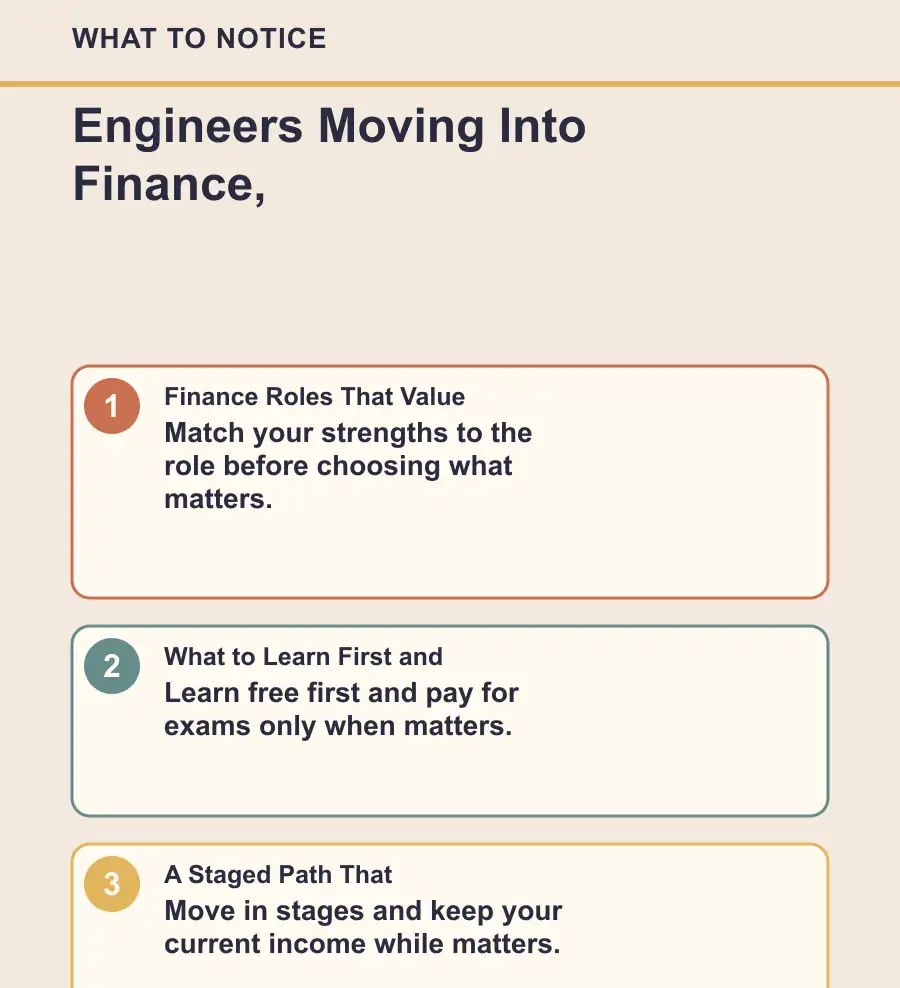 WHAT TO NOTICE
Engineers Moving Into
Finance,
1
Finance Roles That Value
Match your strengths to the
role before choosing what
matters.
2
What to Learn First and
Learn free first and pay for
exams only when matters.
3
A Staged Path That
Move in stages and keep your
current income while matters.